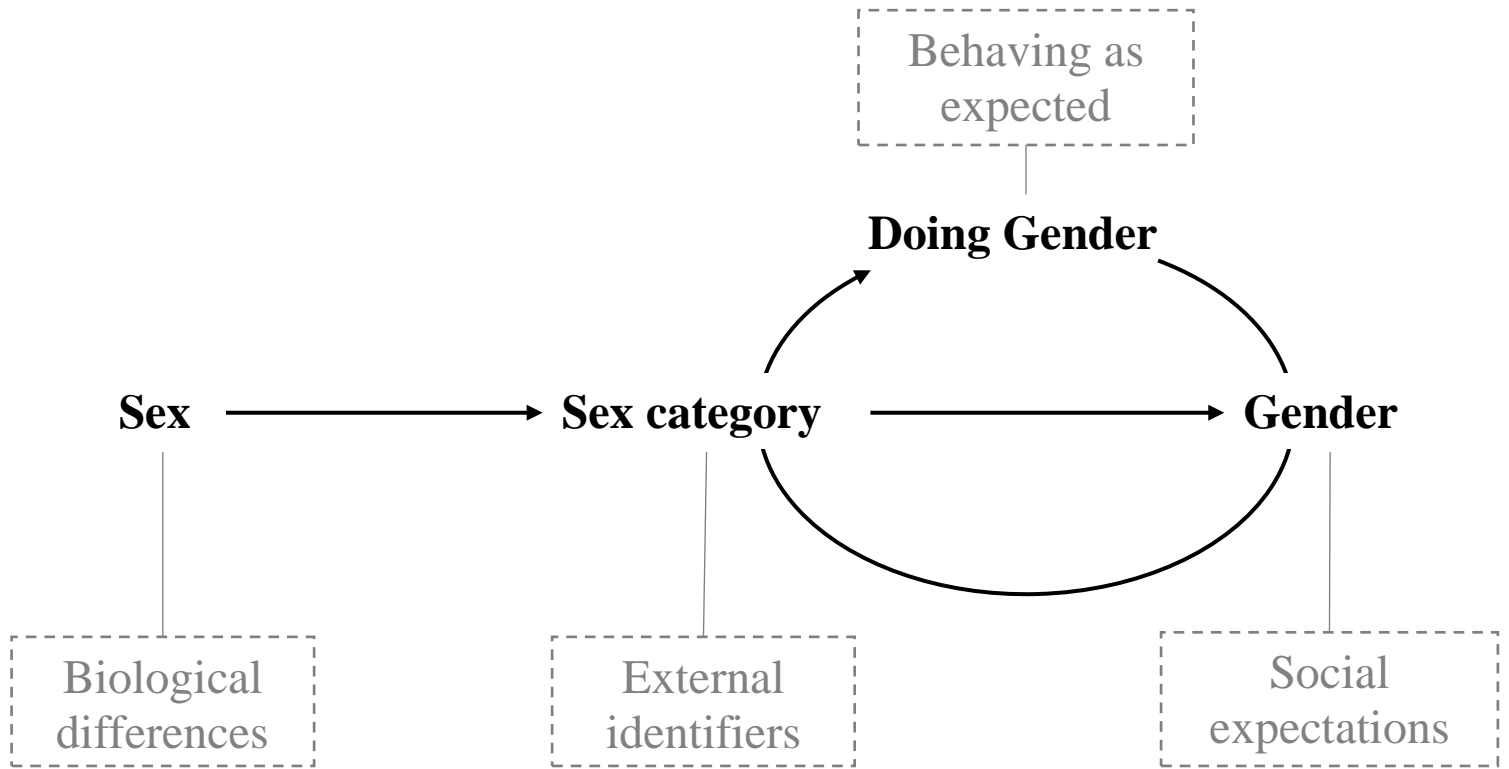 Behaving as
expected
Doing Gender
Sex
Sex category
Gender
Biological
differences
External
identifiers
Social
expectations